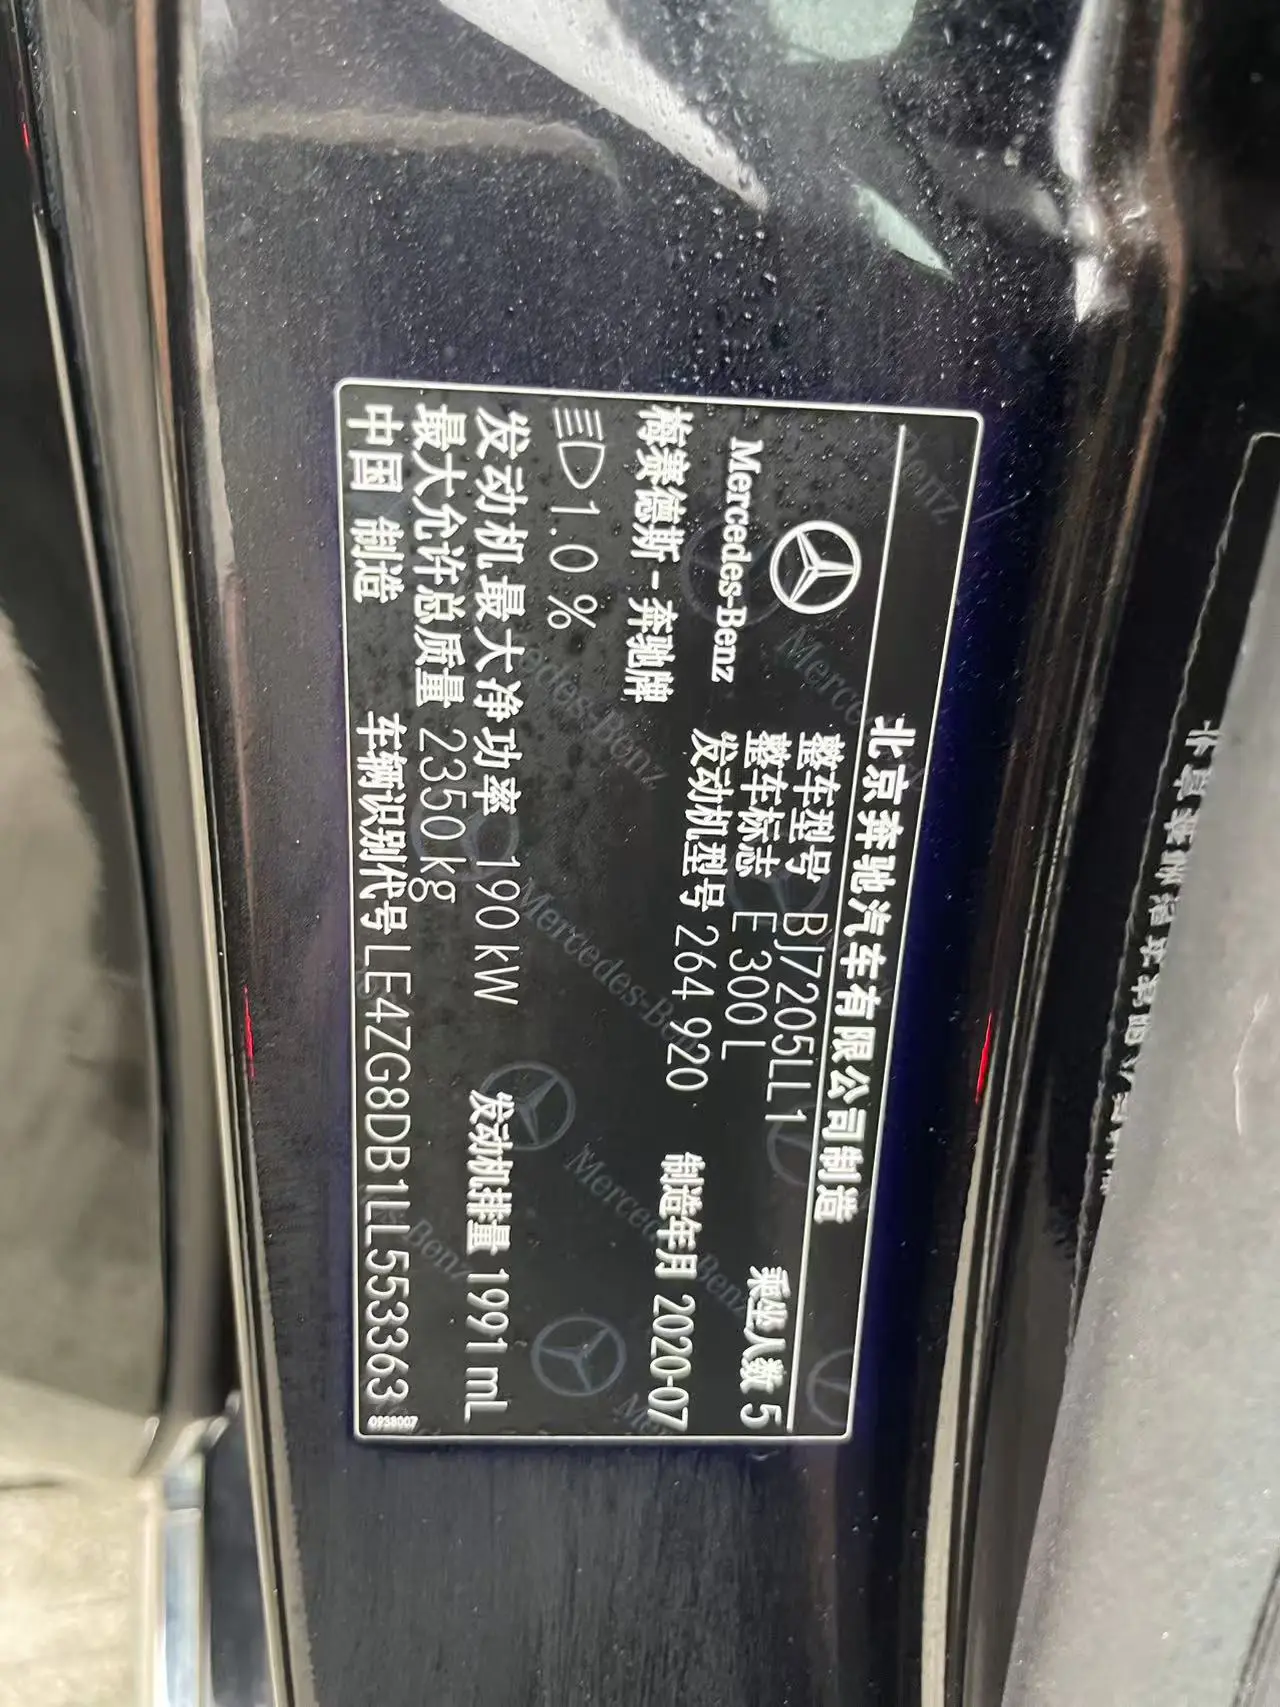 北京奔驰汽车有限公司制造
Mercedes-Benz
整车型号 BJ7205LL1
整车标志 E 300 L
乘坐人数 5
梅赛德斯-奔驰牌
发动机型号 264 920
制造年月 2020-07
1.0 %
发动机最大净功率 190 kW
发动机排量 1991 mL
最大允许总质量 2350 kg
中国 制造
车辆识别代号 LE4ZG8DB1LL553363
0938007